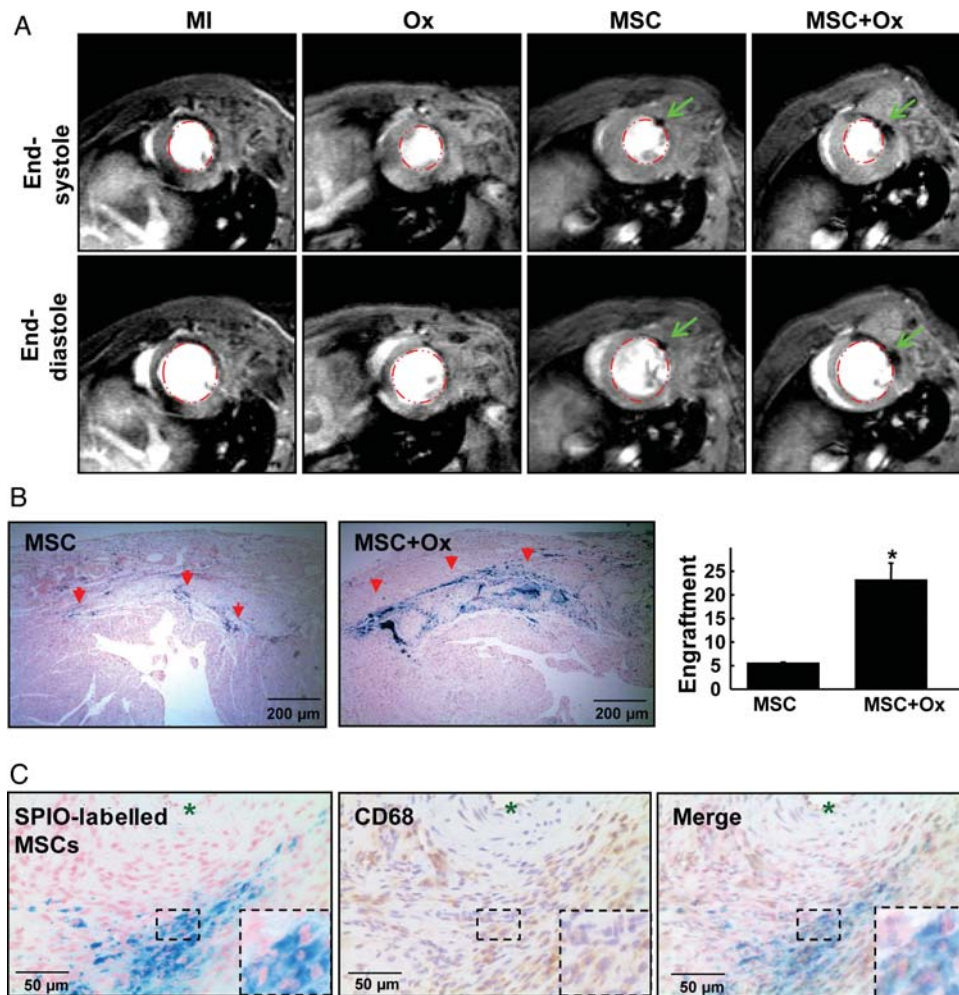 A
MI
Ox
MSC
MSC+Ox
End-
systole
End-
diastole
B
MSC
200 µm
MSC+Ox
200 µm
Engraftment
25
20
15
10
5
0
*
MSC
MSC+Ox
C
SPIO-labelled
MSCs
*
50 µm
CD68
*
50 µm
Merge
*
50 µm